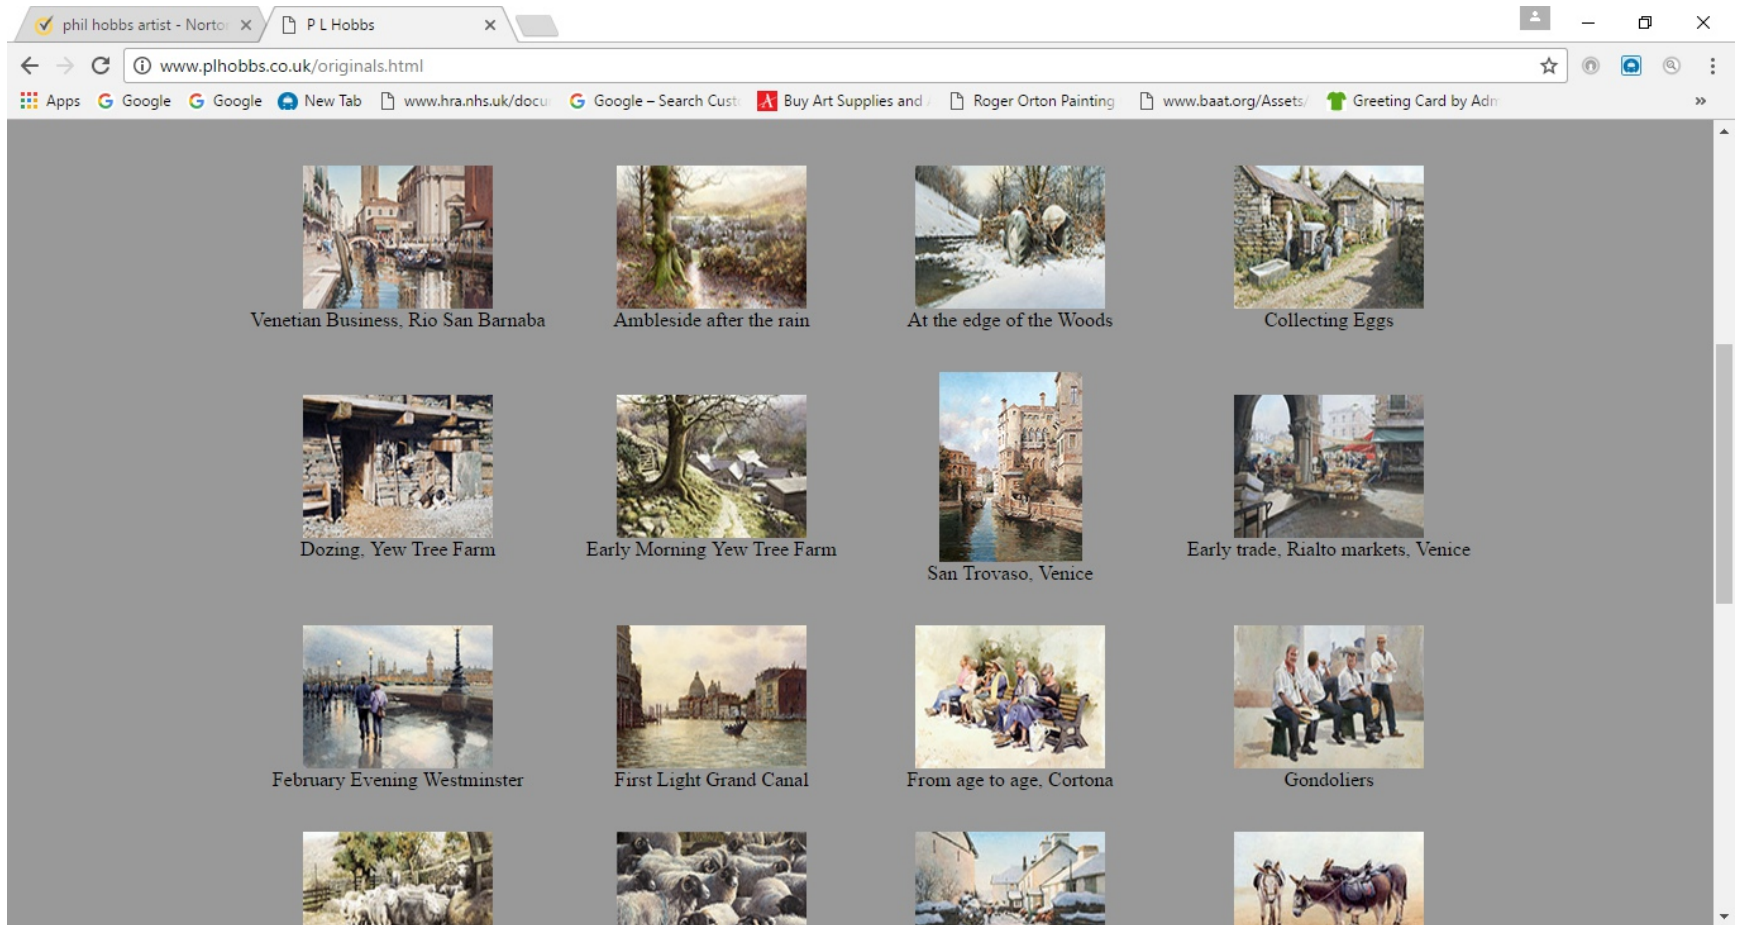 phil hobbs artist - Norto
P L Hobbs
www.plhobbs.co.uk/originals.html
Apps Google Google New Tab www.hra.nhs.uk/docu Google – Search Cust Buy Art Supplies and Roger Orton Painting www.baat.org/Assets/ Greeting Card by Adm
Venetian Business, Rio San Barnaba
Ambleside after the rain
At the edge of the Woods
Collecting Eggs
Dozing, Yew Tree Farm
Early Morning Yew Tree Farm
San Trovaso, Venice
Early trade, Rialto markets, Venice
February Evening Westminster
First Light Grand Canal
From age to age, Cortona
Gondoliers